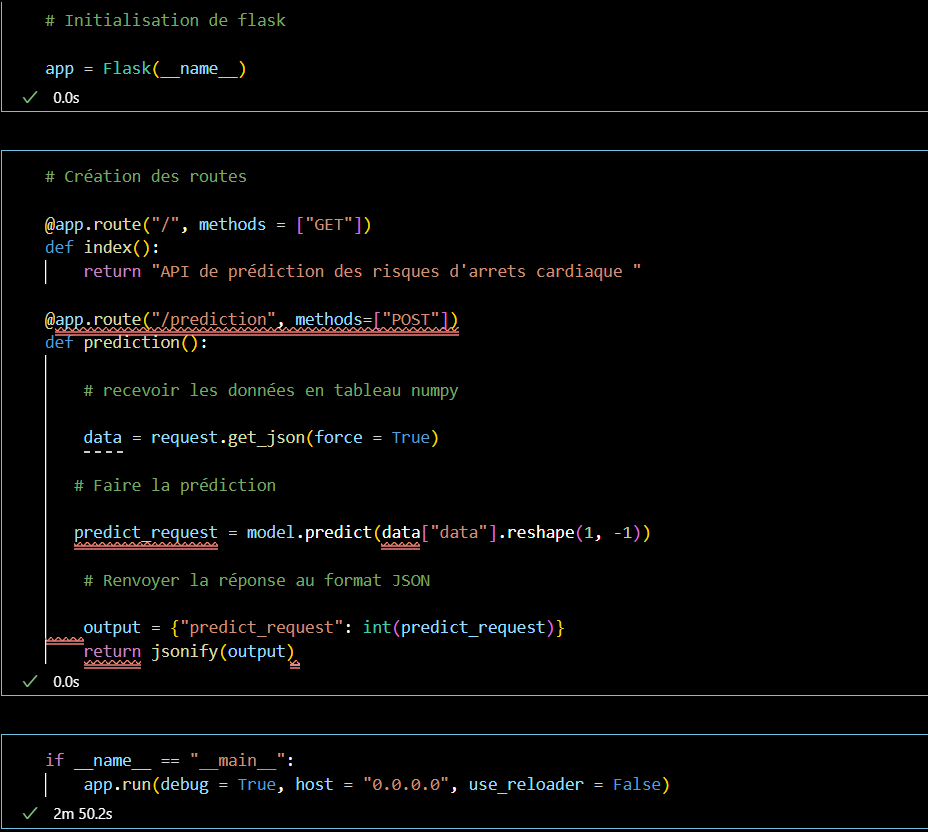 # Initialisation de flask
app = Flask(__name__)
0.0s
# Création des routes
@app.route("/", methods = ["GET"])
def index():
    return "API de prédiction des risques d'arrets cardiaque "
@app.route("/prediction", methods=["POST"])
def prediction():
    # recevoir les données en tableau numpy
    data = request.get_json(force = True)
   # Faire la prédiction
   predict_request = model.predict(data["data"].reshape(1, -1))
    # Renvoyer la réponse au format JSON
    output = {"predict_request": int(predict_request)}
    return jsonify(output)
0.0s
if __name__ == "__main__":
    app.run(debug = True, host = "0.0.0.0", use_reloader = False)
2m 50.2s